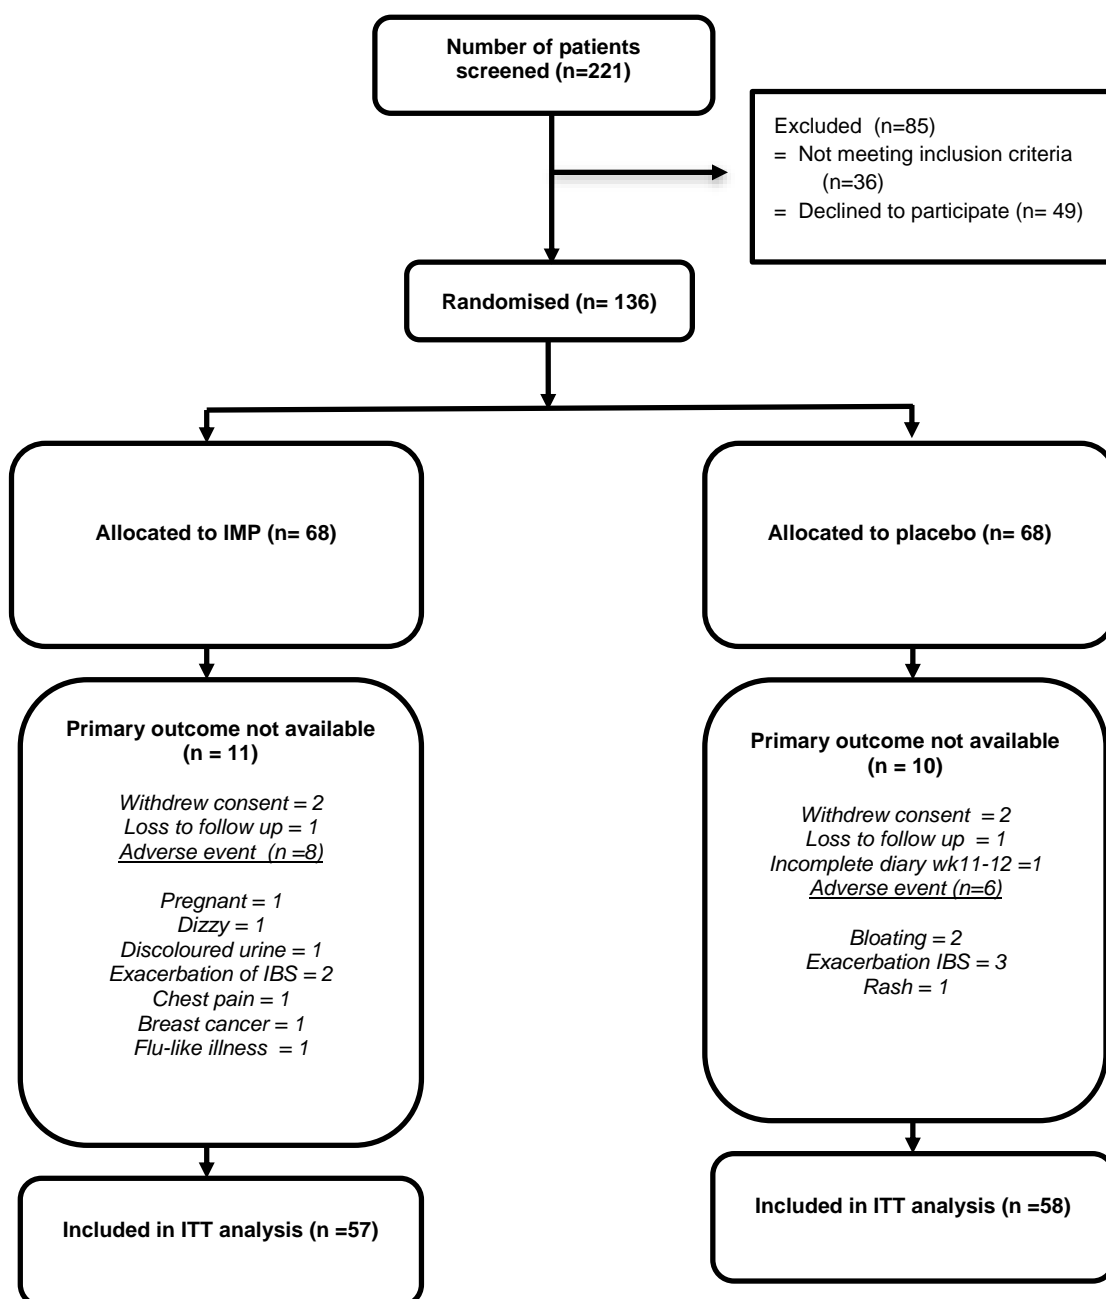 Number of patients
screened (n=221)
Excluded  (n=85)
=  Not meeting inclusion criteria
(n=36)
=  Declined to participate (n= 49)
Randomised (n= 136)
Allocated to IMP (n= 68)
Allocated to placebo (n= 68)
Primary outcome not available
(n = 11)
Withdrew consent = 2
Loss to follow up = 1
Adverse event  (n =8)
Pregnant = 1
Dizzy = 1
Discoloured urine = 1
Exacerbation of IBS = 2
Chest pain = 1
Breast cancer = 1
Flu-like illness  = 1
Primary outcome not available
(n = 10)
Withdrew consent  = 2
Loss to follow up  = 1
Incomplete diary wk11-12 =1
Adverse event (n=6)
Bloating = 2
Exacerbation IBS = 3
Rash = 1
Included in ITT analysis (n =57)
Included in ITT analysis (n =58)